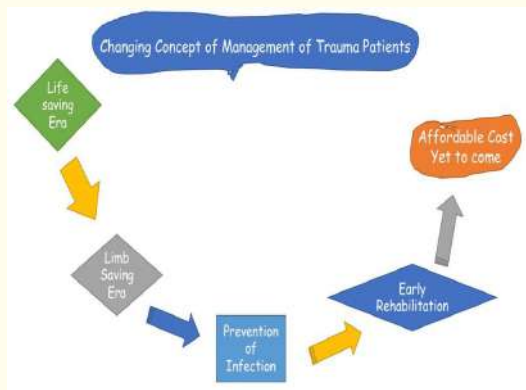 Changing Concept of Management of Trauma Patients
Life
saving
Era
Affordable Cost
Yet to come
Limb
Saving
Era
Early
Rehabilitation
Prevention
of
Infection